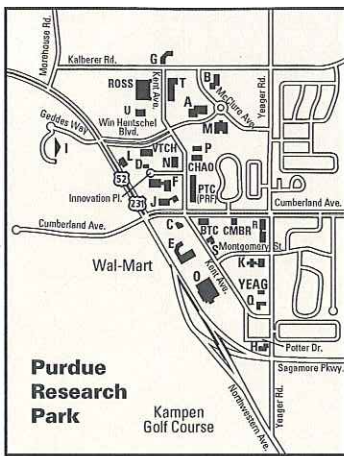 Morehouse Rd.
Kalberer Rd.
G
ROSS
Kent Ave.
T
B
McClure Ave.
Yeager Rd.
A
U
Win Hentschel
Blvd.
M
Geddes Way
I
VTCH
P
L
D
N
CHAO
52
F
PTC
(PRF)
Innovation Pl.
231
J
Cumberland Ave.
Cumberland Ave.
C
BTC
CMBR
R
S
Montgomery St.
E
Wal-Mart
Kent Ave.
K
O
YEAG
Q
H
Potter Dr.
Sagamore Pkwy.
Purdue
Research
Park
Kampen
Golf Course
Northwestern Ave.
Yeager Rd.